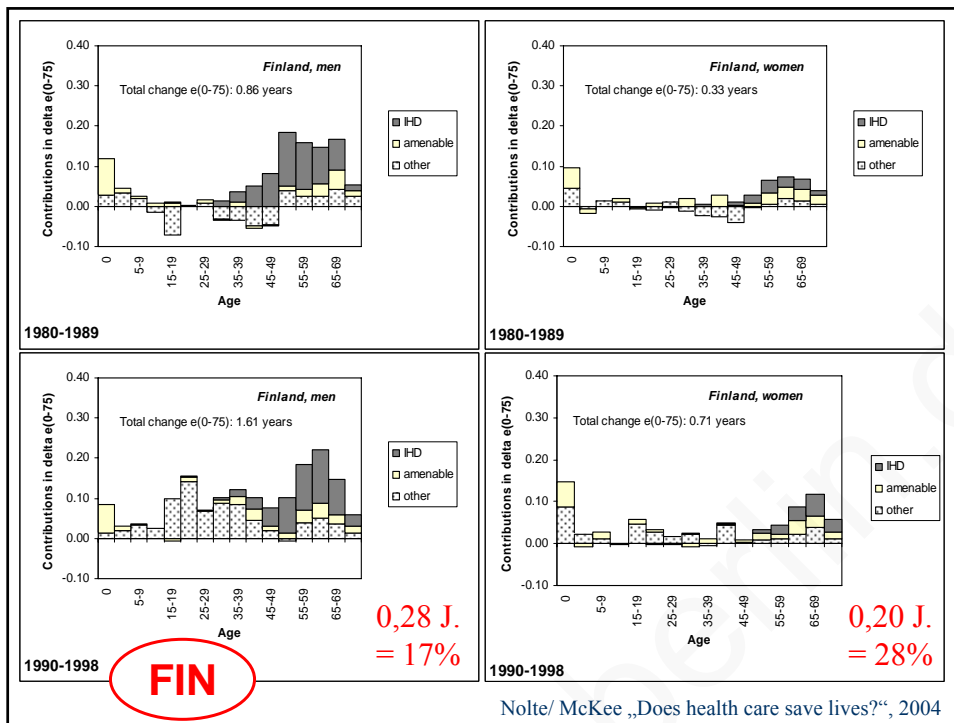 0.40
0.30
0.20
0.10
0.00
-0.10
Contributions in delta e(0-75)
Finland, men
Total change e(0-75): 0.86 years
IHD
amenable
other
0
5-9
15-19
25-29
35-39
45-49
55-59
65-69
Age
1980-1989
0.40
0.30
0.20
0.10
0.00
-0.10
Contributions in delta e(0-75)
Finland, women
Total change e(0-75): 0.33 years
IHD
amenable
other
0
5-9
15-19
25-29
35-39
45-49
55-59
65-69
Age
1980-1989
0.40
0.30
0.20
0.10
0.00
-0.10
Contributions in delta e(0-75)
Finland, men
Total change e(0-75): 1.61 years
IHD
amenable
other
0
5-9
15-19
25-29
35-39
45-49
55-59
65-69
Age
0,28 J.
= 17%
1990-1998
FIN
0.40
0.30
0.20
0.10
0.00
-0.10
Contributions in delta e(0-75)
Finland, women
Total change e(0-75): 0.71 years
IHD
amenable
other
0
5-9
15-19
25-29
35-39
45-49
55-59
65-69
Age
0,20 J.
= 28%
1990-1998
Nolte/ McKee „Does health care save lives?“, 2004